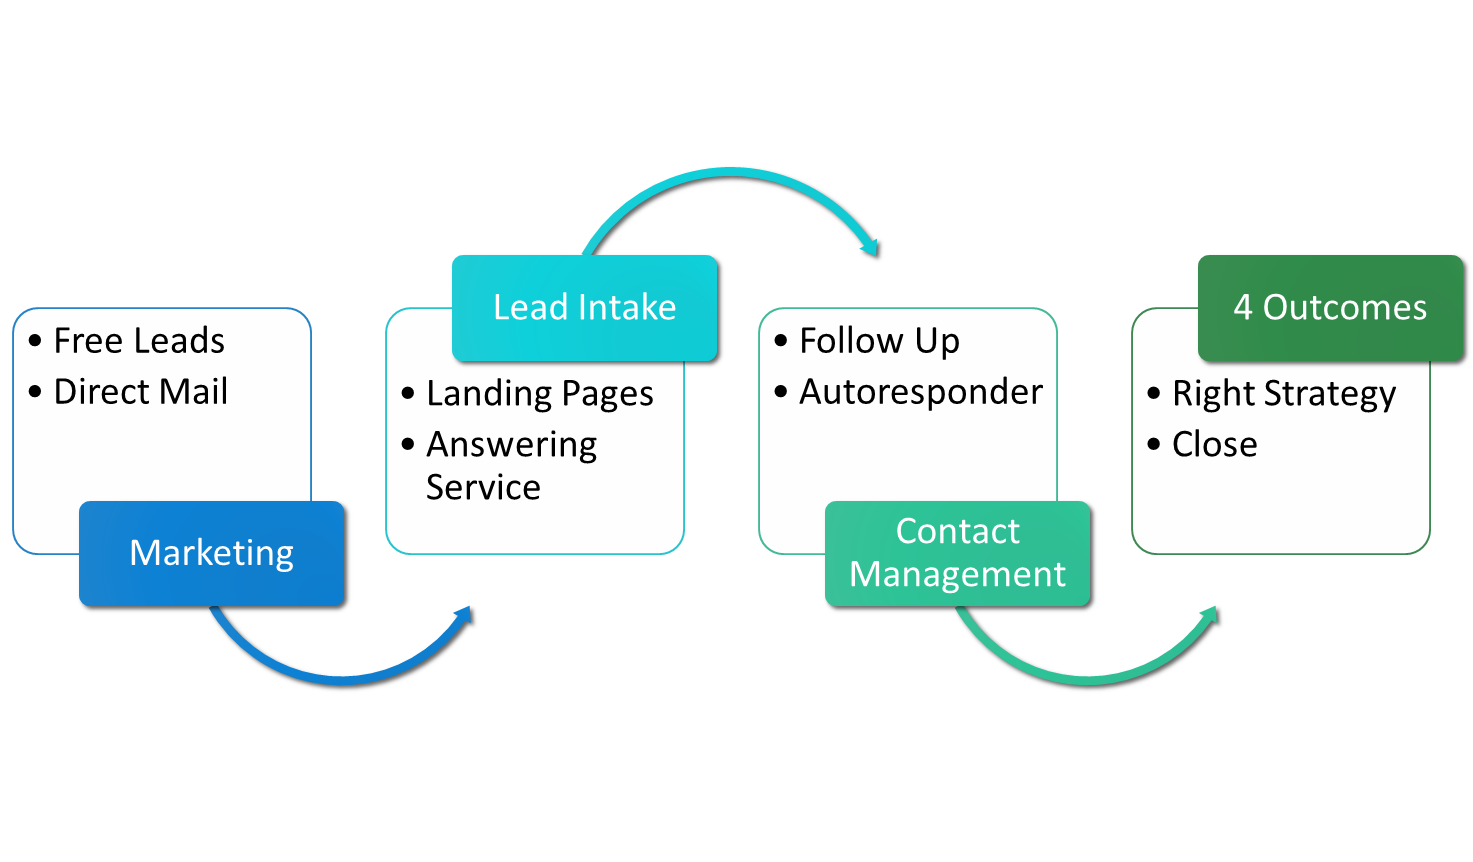 • Free Leads
• Direct Mail
Marketing
Lead Intake
• Landing Pages
• Answering
Service
• Follow Up
• Autoresponder
Contact
Management
4 Outcomes
• Right Strategy
• Close